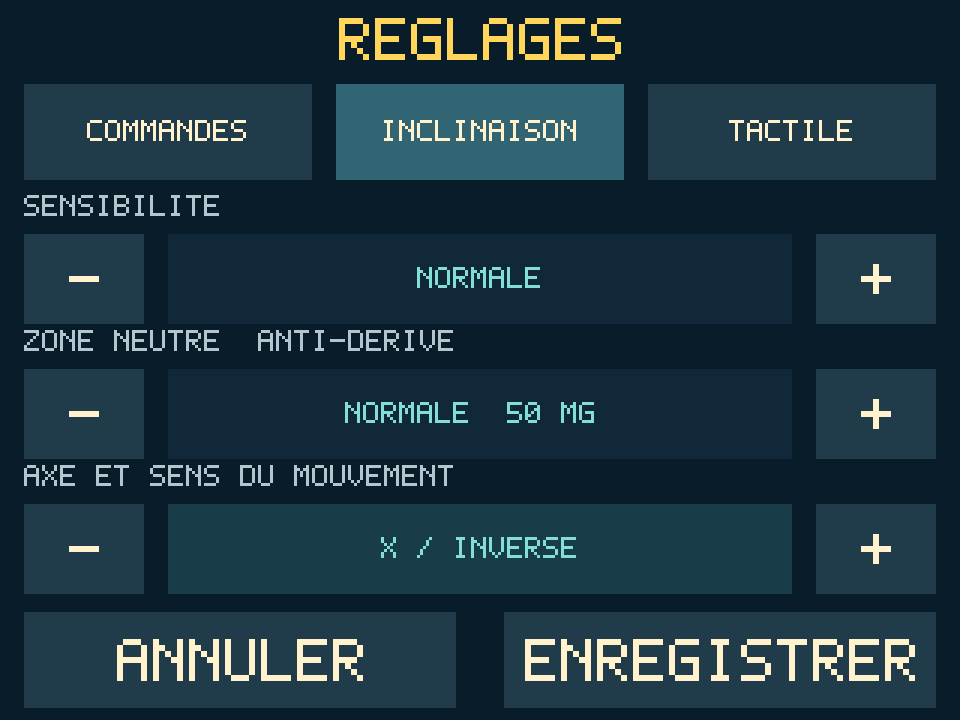 REGLAGES
COMMANDES INCLINAISON TACTILE
SENSIBILITE
− NORMALE +
ZONE NEUTRE ANTI-DERIVE
− NORMALE 50 MG +
AXE ET SENS DU MOUVEMENT
− X / INVERSE +
ANNULER ENREGISTRER